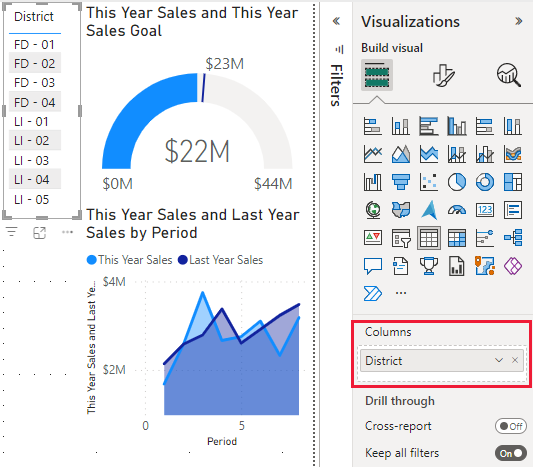 District
FD - 01
FD - 02
FD - 03
FD - 04
LI - 01
LI - 02
LI - 03
LI - 04
LI - 05
This Year Sales and This Year
Sales Goal
$23M
$22M
$0M
$44M
This Year Sales and Last Year
Sales by Period
This Year Sales
Last Year Sales
This Year Sales and Last Ye...
$4M
$2M
0
5
Period
Filters
Visualizations
Build visual
123
R
Py
Columns
District
Drill through
Cross-report
Off
Keep all filters
On